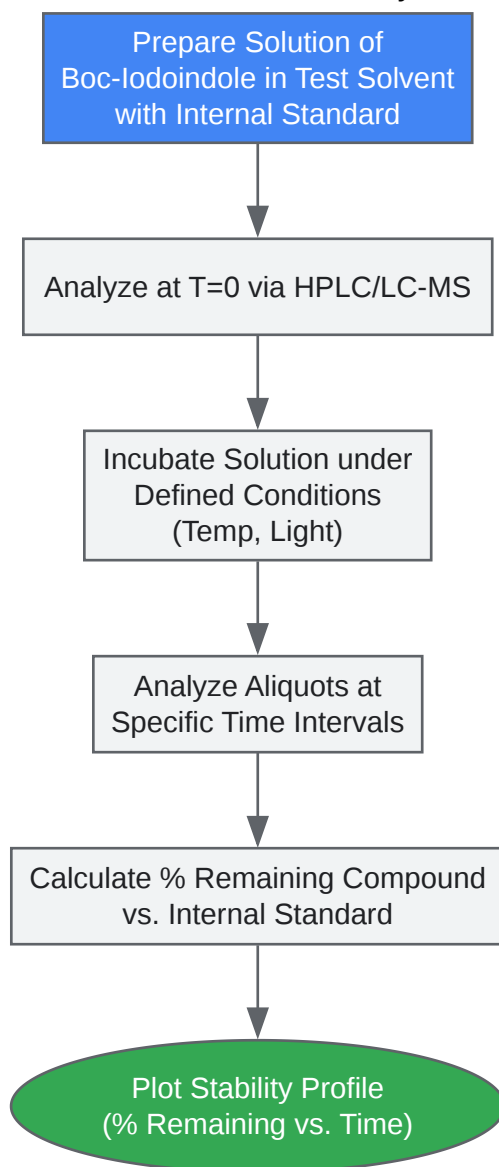 Prepare Solution of
Boc-Iodoindole in Test Solvent
with Internal Standard
Analyze at T=0 via HPLC/LC-MS
Incubate Solution under
Defined Conditions
(Temp, Light)
Analyze Aliquots at
Specific Time Intervals
Calculate % Remaining Compound
vs. Internal Standard
Plot Stability Profile
(% Remaining vs. Time)